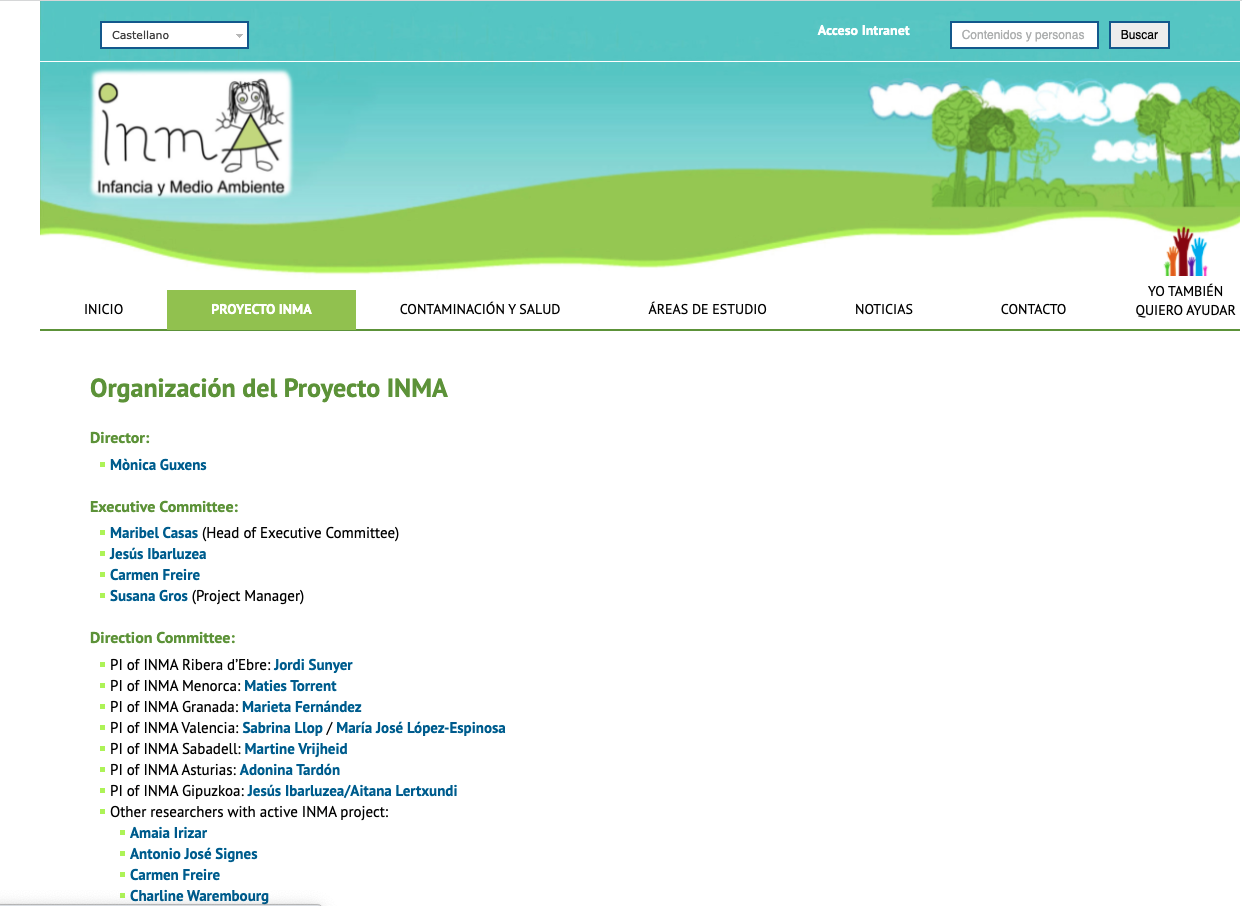 Castellano
Acceso Intranet
Contenidos y personas
Buscar
inma
Infancia y Medio Ambiente
YO TAMBIÉN
QUIERO AYUDAR
INICIO
PROYECTO INMA
CONTAMINACIÓN Y SALUD
ÁREAS DE ESTUDIO
NOTICIAS
CONTACTO
Organización del Proyecto INMA
Director:
Mònica Guxens
Executive Committee:
Maribel Casas (Head of Executive Committee)
Jesús Ibarluzea
Carmen Freire
Susana Gros (Project Manager)
Direction Committee:
PI of INMA Ribera d'Ebre: Jordi Sunyer
PI of INMA Menorca: Maties Torrent
PI of INMA Granada: Marieta Fernández
PI of INMA Valencia: Sabrina Llop / María José López-Espinosa
PI of INMA Sabadell: Martine Vrijheid
PI of INMA Asturias: Adonina Tardón
PI of INMA Gipuzkoa: Jesús Ibarluzea/Aitana Lertxundi
Other researchers with active INMA project:
Amaia Irizar
Antonio José Signes
Carmen Freire
Charline Warembourg